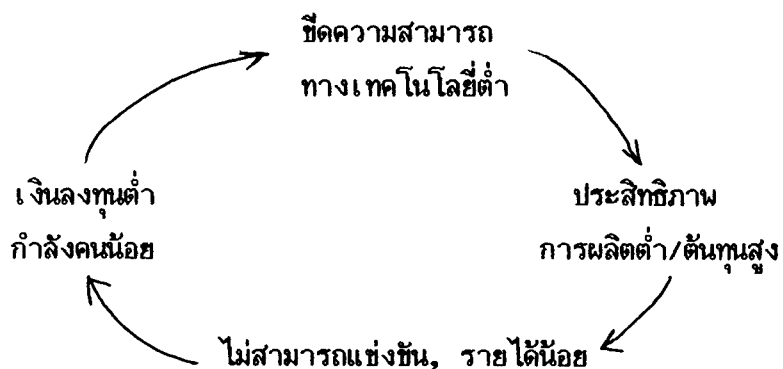 ขีดความสามารถ
ทางเทคโนโลยี่ต่ำ
เงินลงทุนต่ำ
กำลังคนน้อย
ประสิทธิภาพ
การผลิตต่ำ/ต้นทุนสูง
ไม่สามารถแข่งขัน, รายได้น้อย